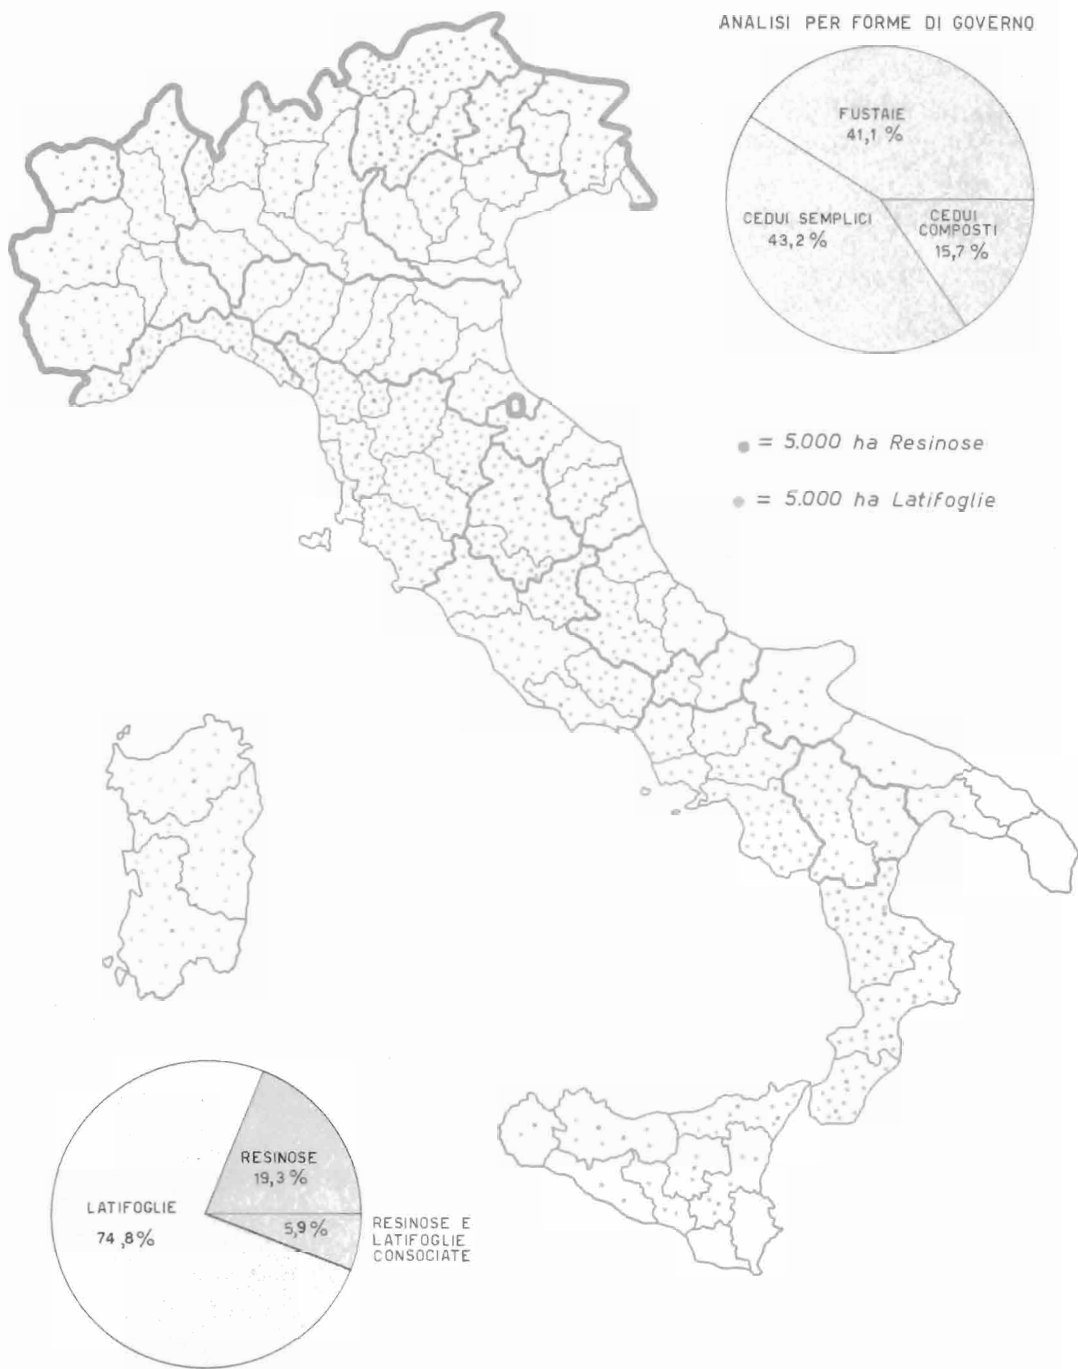 ANALISI PER FORME DI GOVERNO
FUSTAIE
41,1 %
CEDUI SEMPLICI
43,2 %
CEDUI
COMPOSTI
15,7 %
= 5.000 ha Resinose
= 5.000 ha Latifoglie
RESINOSE
19,3 %
LATIFOGLIE
74,8%
5,9 %
RESINOSE E
LATIFOGLIE
CONSOCIATE